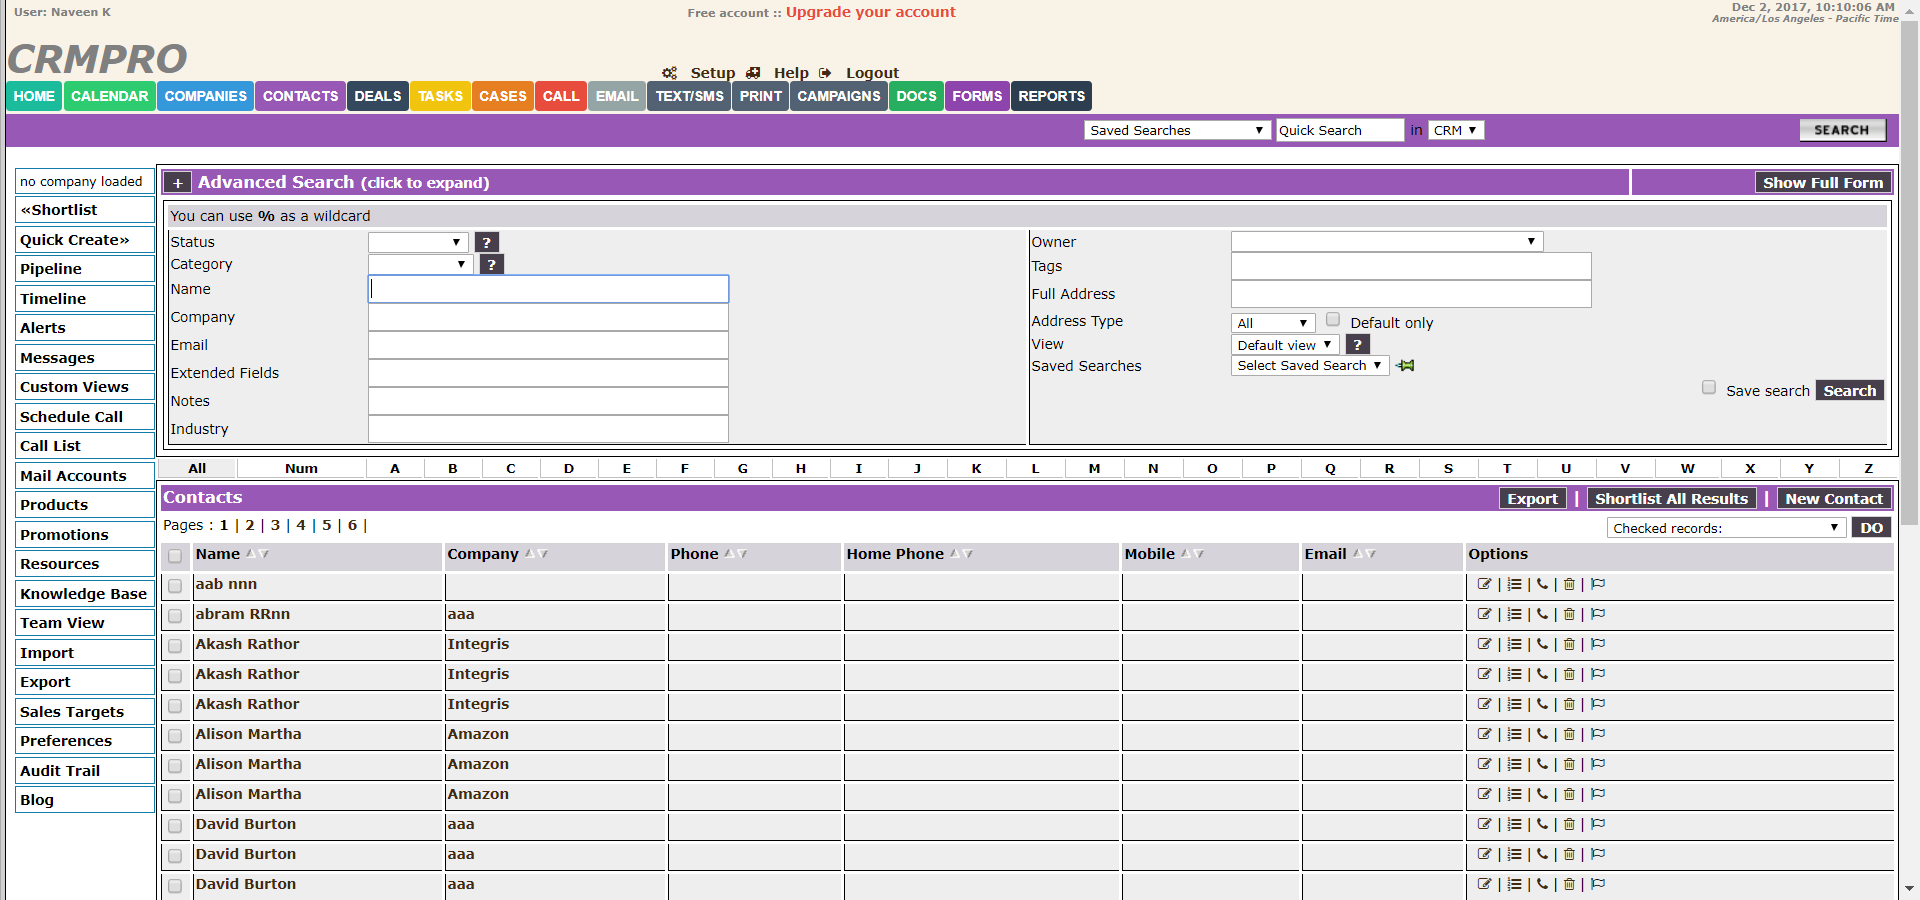 User: Naveen K
Free account :: Upgrade your account
Dec 2, 2017, 10:10:06 AM
America/Los Angeles - Pacific Time
CRMPRO
Setup Help Logout
HOME CALENDAR COMPANIES CONTACTS DEALS TASKS CASES CALL EMAIL TEXT/SMS PRINT CAMPAIGNS DOCS FORMS REPORTS
Saved Searches Quick Search in CRM SEARCH
no company loaded
«Shortlist
Quick Create»
Pipeline
Timeline
Alerts
Messages
Custom Views
Schedule Call
Call List
Mail Accounts
Products
Promotions
Resources
Knowledge Base
Team View
Import
Export
Sales Targets
Preferences
Audit Trail
Blog
+ Advanced Search (click to expand) Show Full Form
You can use % as a wildcard
Status ?
Category ?
Name
Company
Email
Extended Fields
Notes
Industry
Owner
Tags
Full Address
Address Type All Default only
View Default view ?
Saved Searches Select Saved Search
Save search Search
All Num A B C D E F G H I J K L M N O P Q R S T U V W X Y Z
Contacts Export | Shortlist All Results | New Contact
Pages : 1 | 2 | 3 | 4 | 5 | 6 |
Checked records: DO
Name Company Phone Home Phone Mobile Email Options
aab nnn | | | |
abram RRnn aaa | | | |
Akash Rathor Integris | | | |
Akash Rathor Integris | | | |
Akash Rathor Integris | | | |
Alison Martha Amazon | | | |
Alison Martha Amazon | | | |
Alison Martha Amazon | | | |
David Burton aaa | | | |
David Burton aaa | | | |
David Burton aaa | | | |